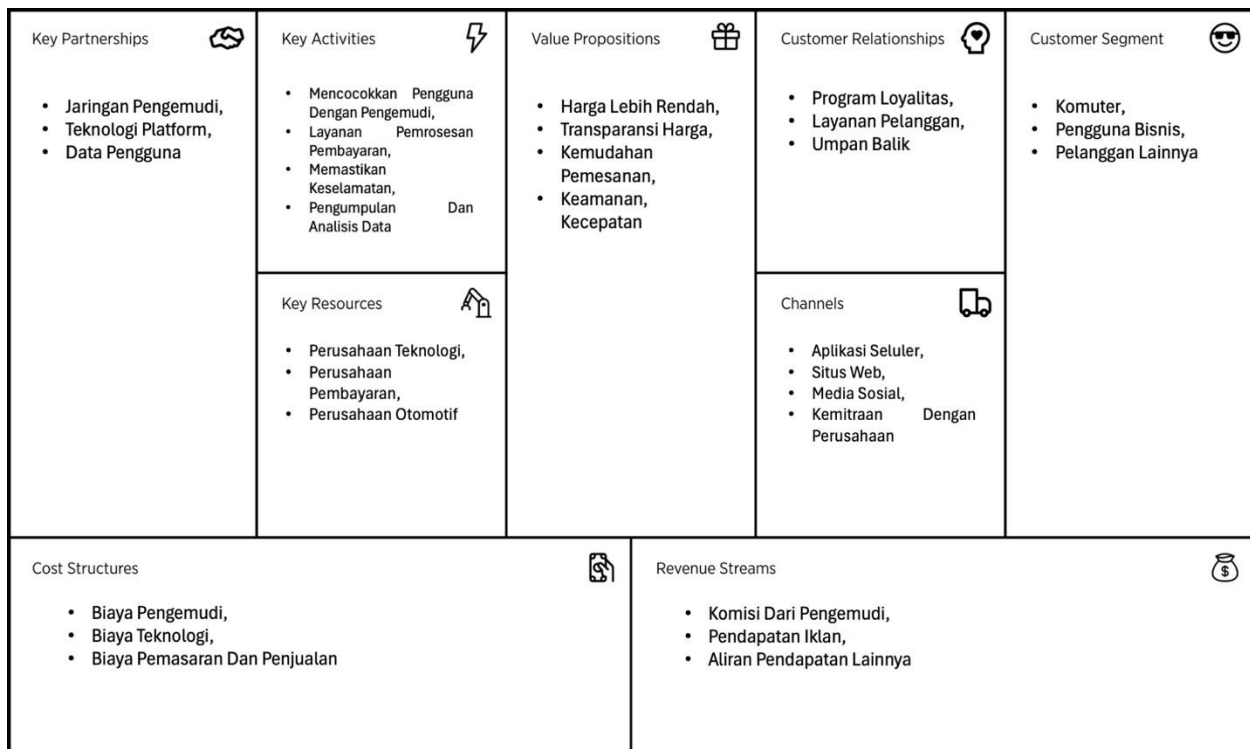 Key Partnerships
• Jaringan Pengemudi,
• Teknologi Platform,
• Data Pengguna
Key Activities
• Mencocokkan Pengguna
Dengan Pengemudi,
• Layanan Pemrosesan
Pembayaran,
• Memastikan
Keselamatan,
• Pengumpulan Dan
Analisis Data
Key Resources
• Perusahaan Teknologi,
• Perusahaan
Pembayaran,
• Perusahaan Otomotif
Value Propositions
• Harga Lebih Rendah,
• Transparansi Harga,
• Kemudahan
Pemesanan,
• Keamanan,
Kecepatan
Customer Relationships
• Program Loyalitas,
• Layanan Pelanggan,
• Umpan Balik
Channels
• Aplikasi Seluler,
• Situs Web,
• Media Sosial,
• Kemitraan Dengan
Perusahaan
Customer Segment
• Komuter,
• Pengguna Bisnis,
• Pelanggan Lainnya
Cost Structures
• Biaya Pengemudi,
• Biaya Teknologi,
• Biaya Pemasaran Dan Penjualan
Revenue Streams
$
• Komisi Dari Pengemudi,
• Pendapatan Iklan,
• Aliran Pendapatan Lainnya